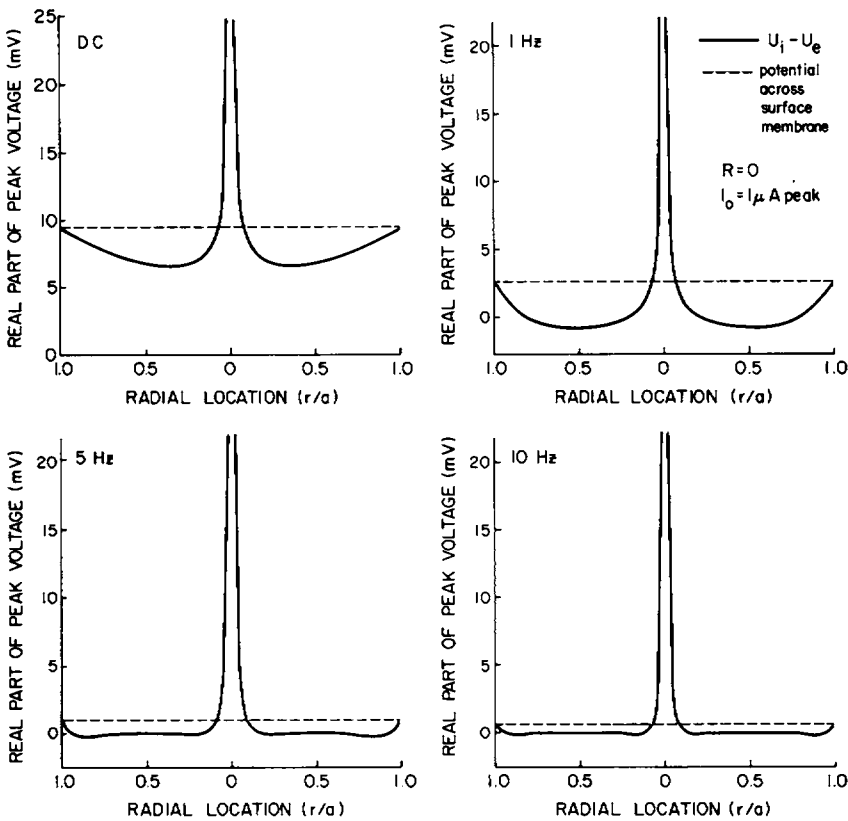 DC
REAL PART OF PEAK VOLTAGE (mV)
25
20
15
10
5
0
1.0 0.5 0 0.5 1.0
RADIAL LOCATION (r/a)
1 Hz
REAL PART OF PEAK VOLTAGE (mV)
20
15
10
5
0
1.0 0.5 0 0.5 1.0
RADIAL LOCATION (r/a)
U_i - U_e
potential
across
surface
membrane
R=0
I_o = 1μA peak
5 Hz
REAL PART OF PEAK VOLTAGE (mV)
20
15
10
5
0
1.0 0.5 0 0.5 1.0
RADIAL LOCATION (r/a)
10 Hz
REAL PART OF PEAK VOLTAGE (mV)
20
15
10
5
0
1.0 0.5 0 0.5 1.0
RADIAL LOCATION (r/a)